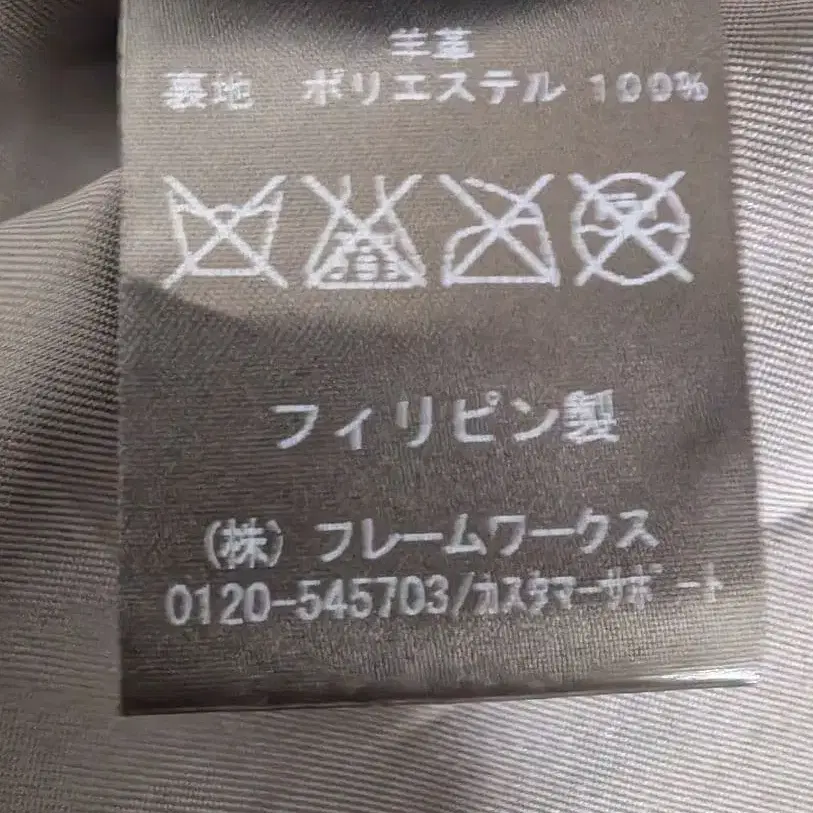 羊革
裏地 ポリエステル 100%
フィリピン製
(株) フレームワークス
0120-545703/カスタマーサポート